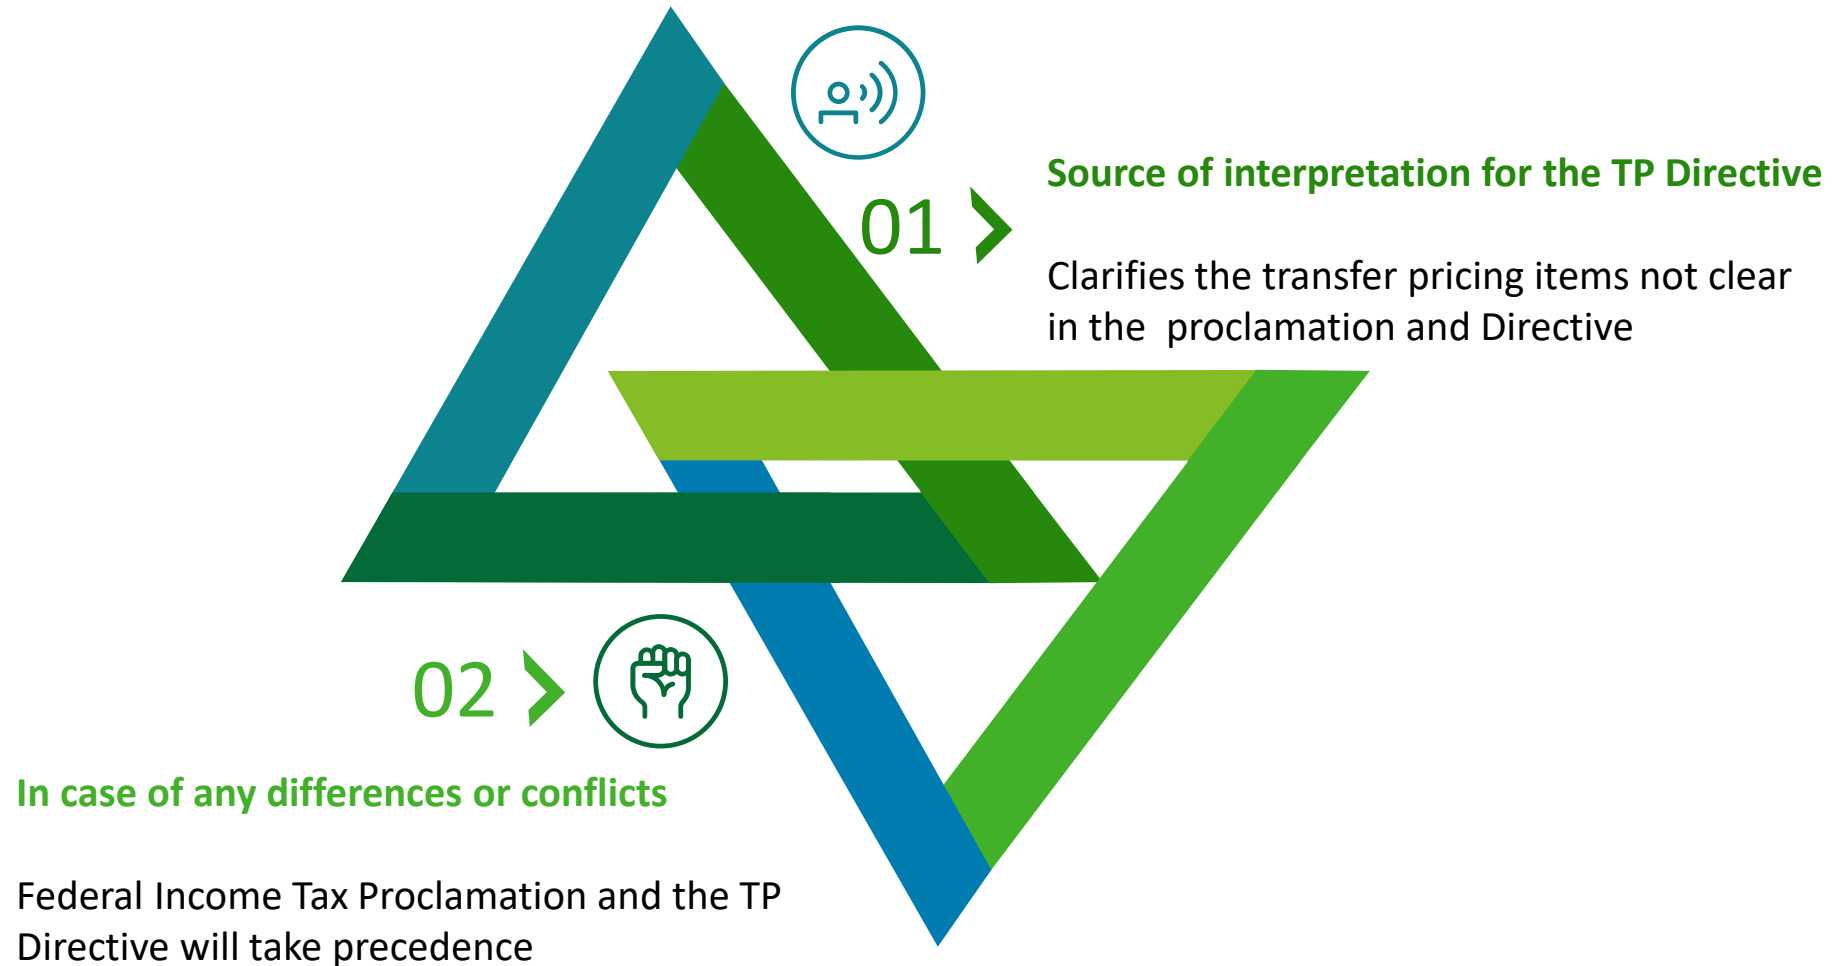 01
Source of interpretation for the TP Directive
Clarifies the transfer pricing items not clear
in the  proclamation and Directive
02
In case of any differences or conflicts
Federal Income Tax Proclamation and the TP
Directive will take precedence